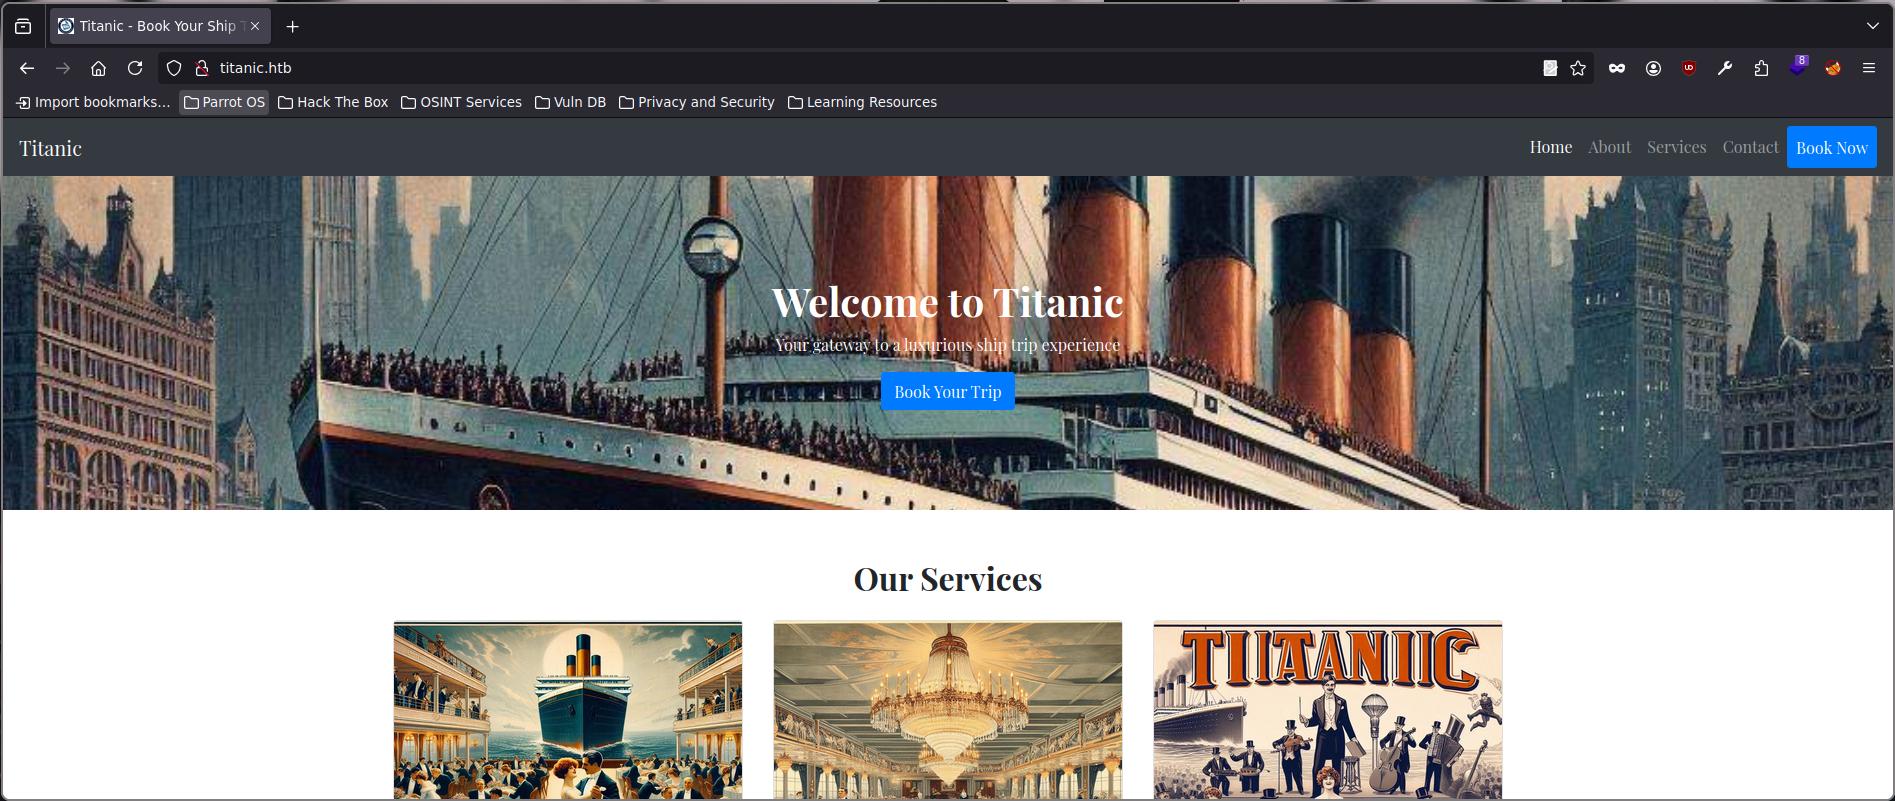 Titanic - Book Your Ship T
titanic.htb
8
Import bookmarks...
Parrot OS
Hack The Box
OSINT Services
Vuln DB
Privacy and Security
Learning Resources
Titanic
Home
About
Services
Contact
Book Now
Welcome to Titanic
Your gateway to a luxurious ship trip experience
Book Your Trip
Our Services
TIIAANIIC